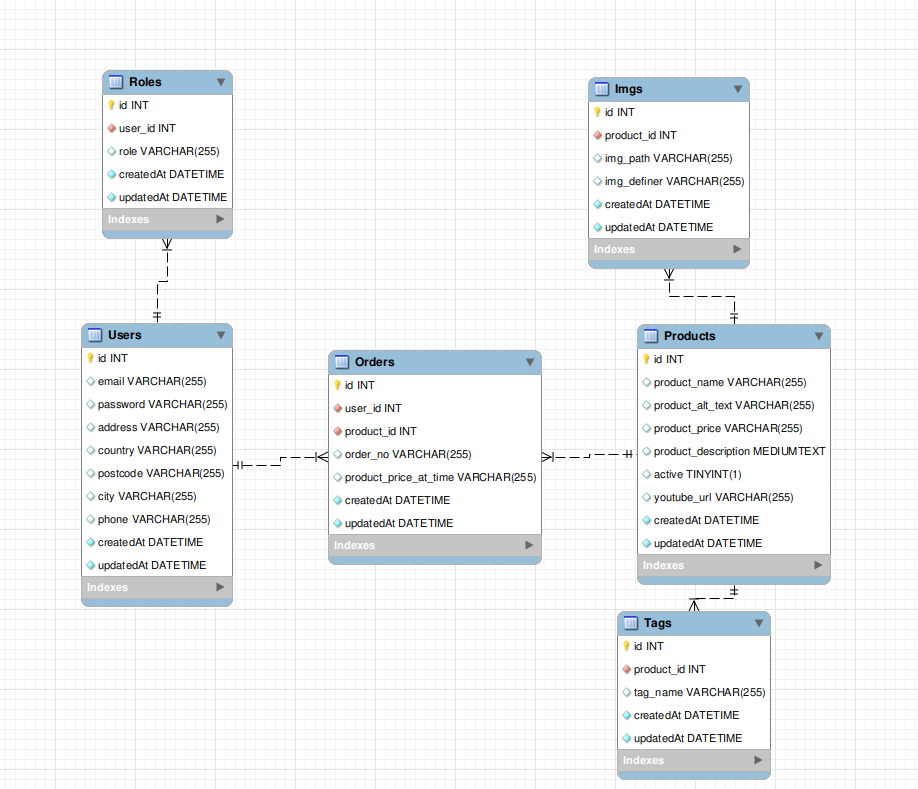 Roles
id INT
user_id INT
role VARCHAR(255)
createdAt DATETIME
updatedAt DATETIME
Indexes
Imgs
id INT
product_id INT
img_path VARCHAR(255)
img_definer VARCHAR(255)
createdAt DATETIME
updatedAt DATETIME
Indexes
Users
id INT
email VARCHAR(255)
password VARCHAR(255)
address VARCHAR(255)
country VARCHAR(255)
postcode VARCHAR(255)
city VARCHAR(255)
phone VARCHAR(255)
createdAt DATETIME
updatedAt DATETIME
Indexes
Orders
id INT
user_id INT
product_id INT
order_no VARCHAR(255)
product_price_at_time VARCHAR(255)
createdAt DATETIME
updatedAt DATETIME
Indexes
Products
id INT
product_name VARCHAR(255)
product_alt_text VARCHAR(255)
product_price VARCHAR(255)
product_description MEDIUMTEXT
active TINYINT(1)
youtube_url VARCHAR(255)
createdAt DATETIME
updatedAt DATETIME
Indexes
Tags
id INT
product_id INT
tag_name VARCHAR(255)
createdAt DATETIME
updatedAt DATETIME
Indexes